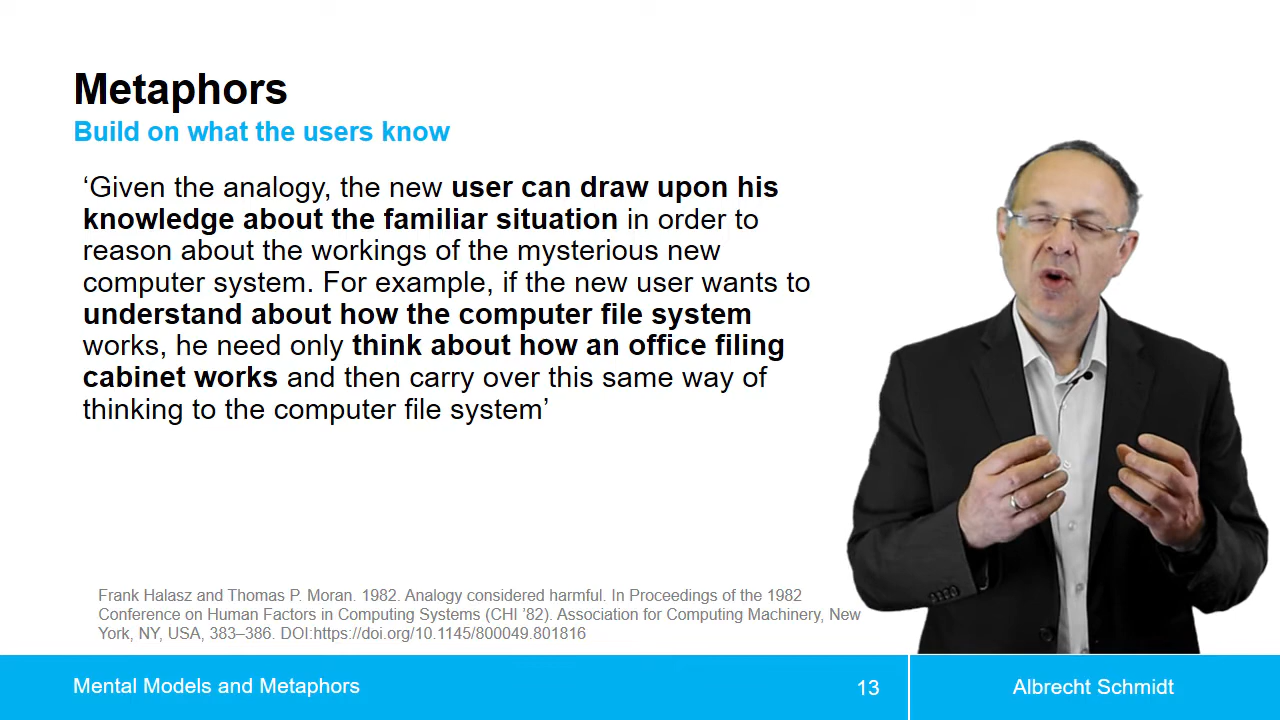 Metaphors
Build on what the users know
‘Given the analogy, the new user can draw upon his
knowledge about the familiar situation in order to
reason about the workings of the mysterious new
computer system. For example, if the new user wants to
understand about how the computer file system
works, he need only think about how an office filing
cabinet works and then carry over this same way of
thinking to the computer file system’
Frank Halasz and Thomas P. Moran. 1982. Analogy considered harmful. In Proceedings of the 1982
Conference on Human Factors in Computing Systems (CHI ’82). Association for Computing Machinery, New
York, NY, USA, 383–386. DOI:https://doi.org/10.1145/800049.801816
Mental Models and Metaphors
13
Albrecht Schmidt